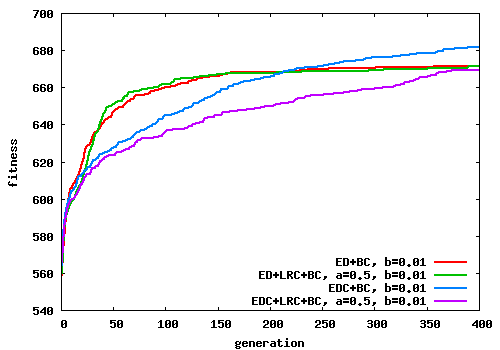 700
680
660
640
620
600
580
560
540
fitness
ED+BC, b=0.01
ED+LRC+BC, a=0.5, b=0.01
EDC+BC, b=0.01
EDC+LRC+BC, a=0.5, b=0.01
0 50 100 150 200 250 300 350 400
generation